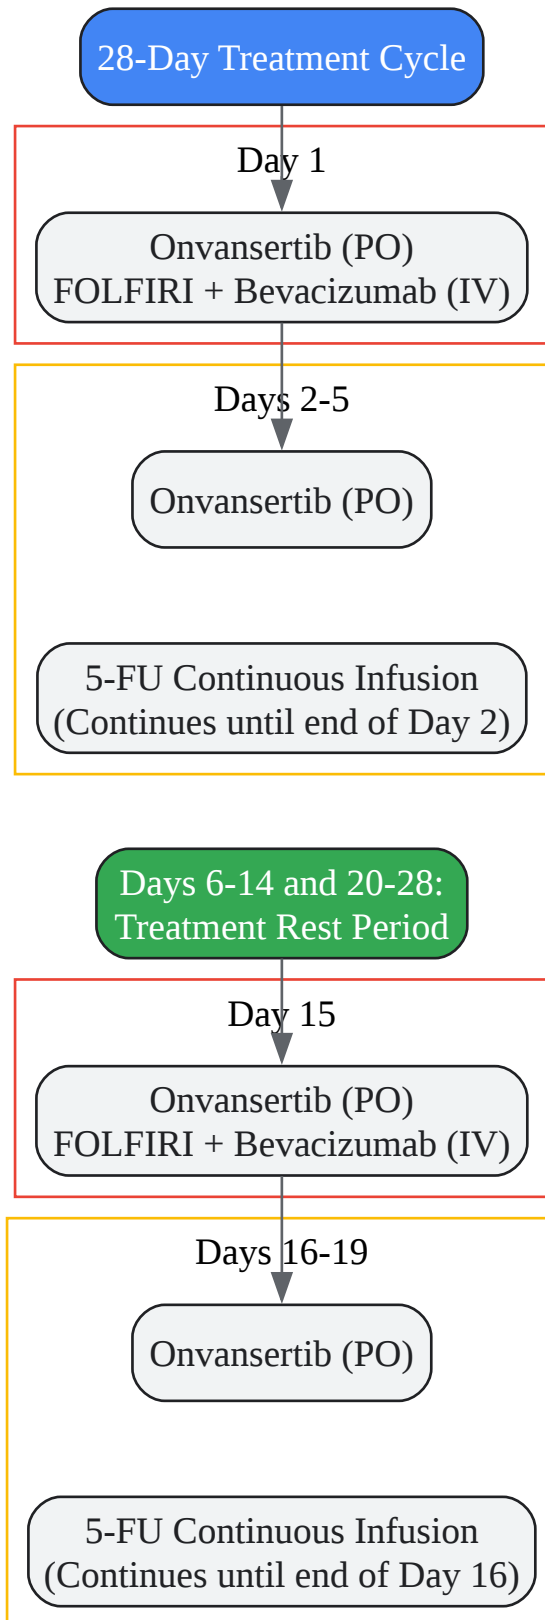 28-Day Treatment Cycle
Day 1
Onvansertib (PO)
FOLFIRI + Bevacizumab (IV)
Days 2-5
Onvansertib (PO)
5-FU Continuous Infusion
(Continues until end of Day 2)
Days 6-14 and 20-28:
Treatment Rest Period
Day 15
Onvansertib (PO)
FOLFIRI + Bevacizumab (IV)
Days 16-19
Onvansertib (PO)
5-FU Continuous Infusion
(Continues until end of Day 16)